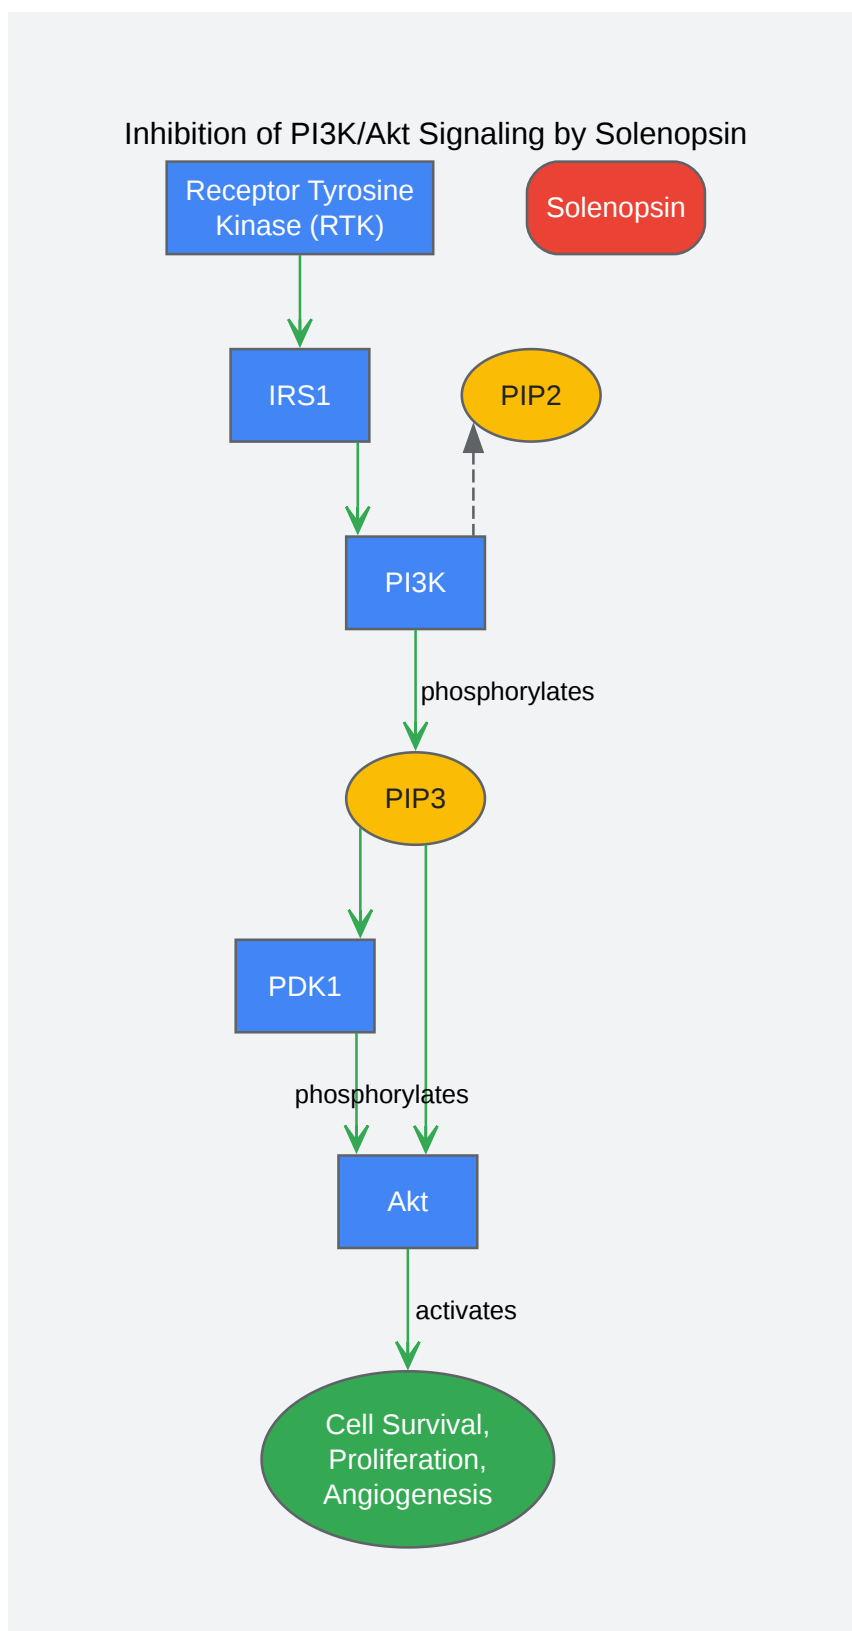 Inhibition of PI3K/Akt Signaling by Solenopsin
Receptor Tyrosine
Kinase (RTK)
Solenopsin
IRS1
PIP2
PI3K
phosphorylates
PIP3
PDK1
phosphorylates
Akt
activates
Cell Survival,
Proliferation,
Angiogenesis